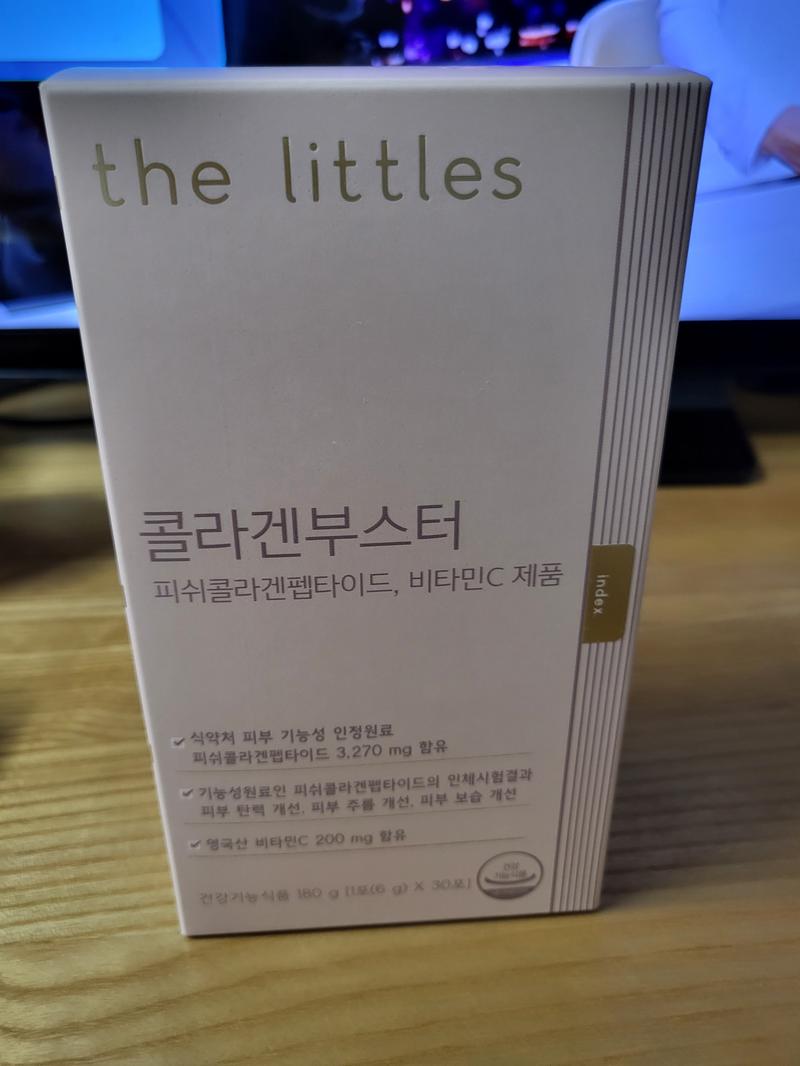 the littles
콜라겐부스터
피쉬콜라겐펩타이드, 비타민C 제품
index
식약처 피부 기능성 인정원료
피쉬콜라겐펩타이드 3,270 mg 함유
기능성원료인 피쉬콜라겐펩타이드의 인체시험결과
피부 탄력 개선, 피부 주름 개선, 피부 보습 개선
영국산 비타민C 200 mg 함유
건강기능식품 180 g [1포(6 g) X 30포]
건강
기능식품